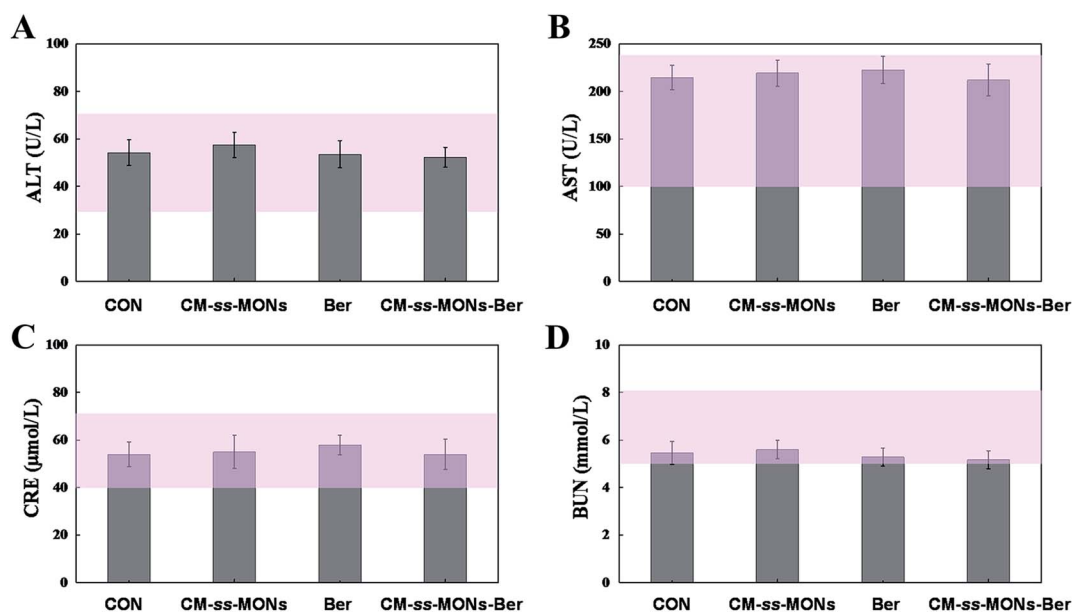 A
ALT (U/L)
100
80
60
40
20
0
CON CM-ss-MONs Ber CM-ss-MONs-Ber
B
AST (U/L)
250
200
150
100
50
0
CON CM-ss-MONs Ber CM-ss-MONs-Ber
C
CRE (μmol/L)
100
80
60
40
20
0
CON CM-ss-MONs Ber CM-ss-MONs-Ber
D
BUN (mmol/L)
10
8
6
4
2
0
CON CM-ss-MONs Ber CM-ss-MONs-Ber